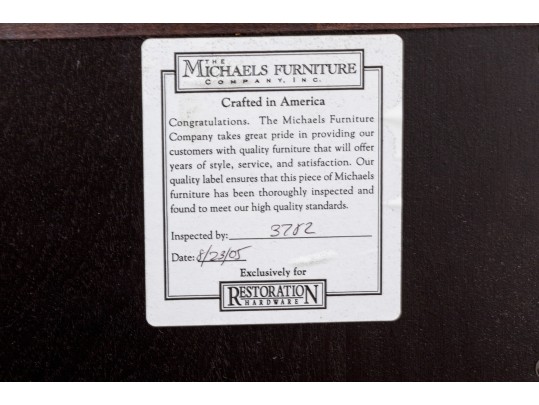 THE
MICHAELS FURNITURE
COMPANY, INC.
Crafted in America
Congratulations. The Michaels Furniture
Company takes great pride in providing our
customers with quality furniture that will offer
years of style, service, and satisfaction. Our
quality label ensures that this piece of Michaels
furniture has been thoroughly inspected and
found to meet our high quality standards.
Inspected by: 3782
Date: 8/23/05
Exclusively for
RESTORATION
HARDWARE